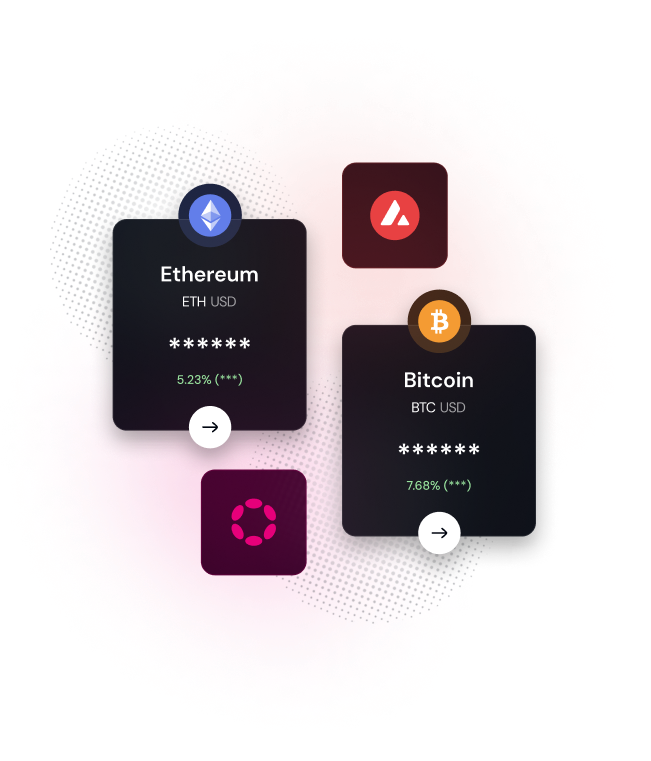 Ethereum
ETH USD
******
5.23% (***)
Bitcoin
BTC USD
******
7.68% (***)